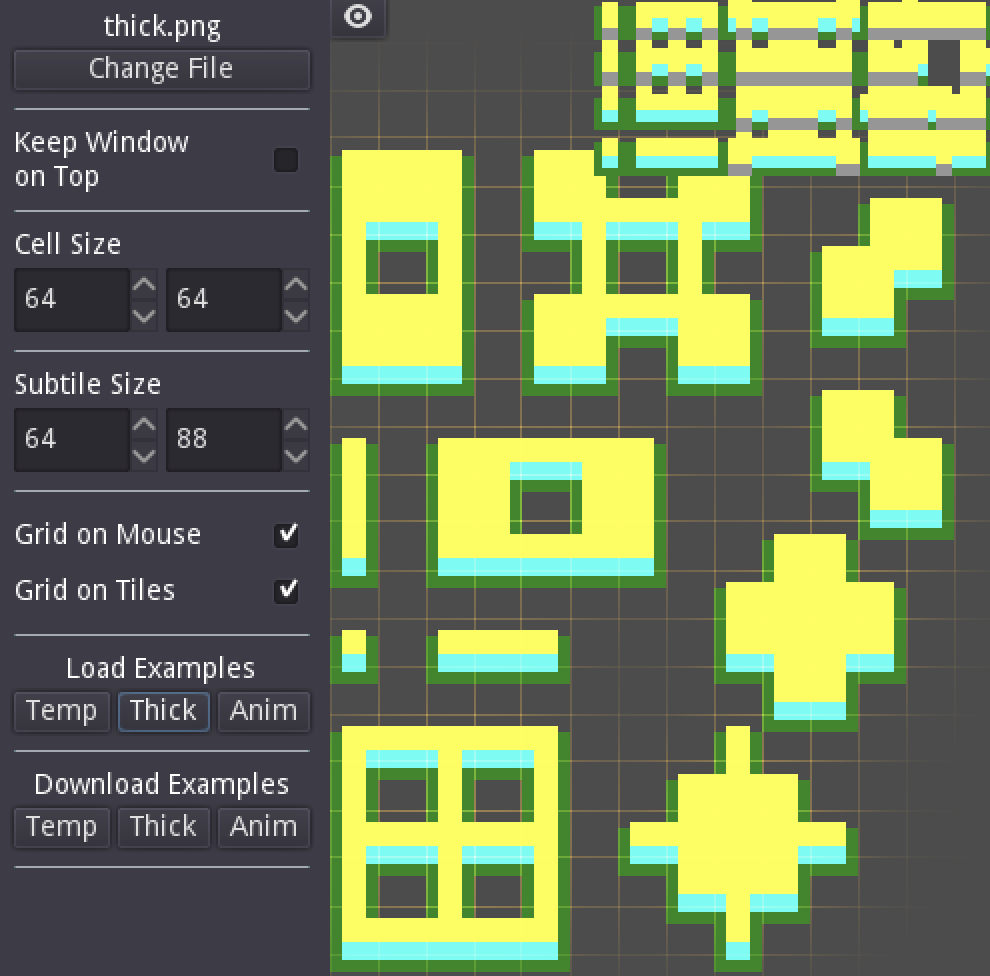 thick.png
Change File
Keep Window
on Top
Cell Size
64 64
Subtile Size
64 88
Grid on Mouse
Grid on Tiles
Load Examples
Temp Thick Anim
Download Examples
Temp Thick Anim